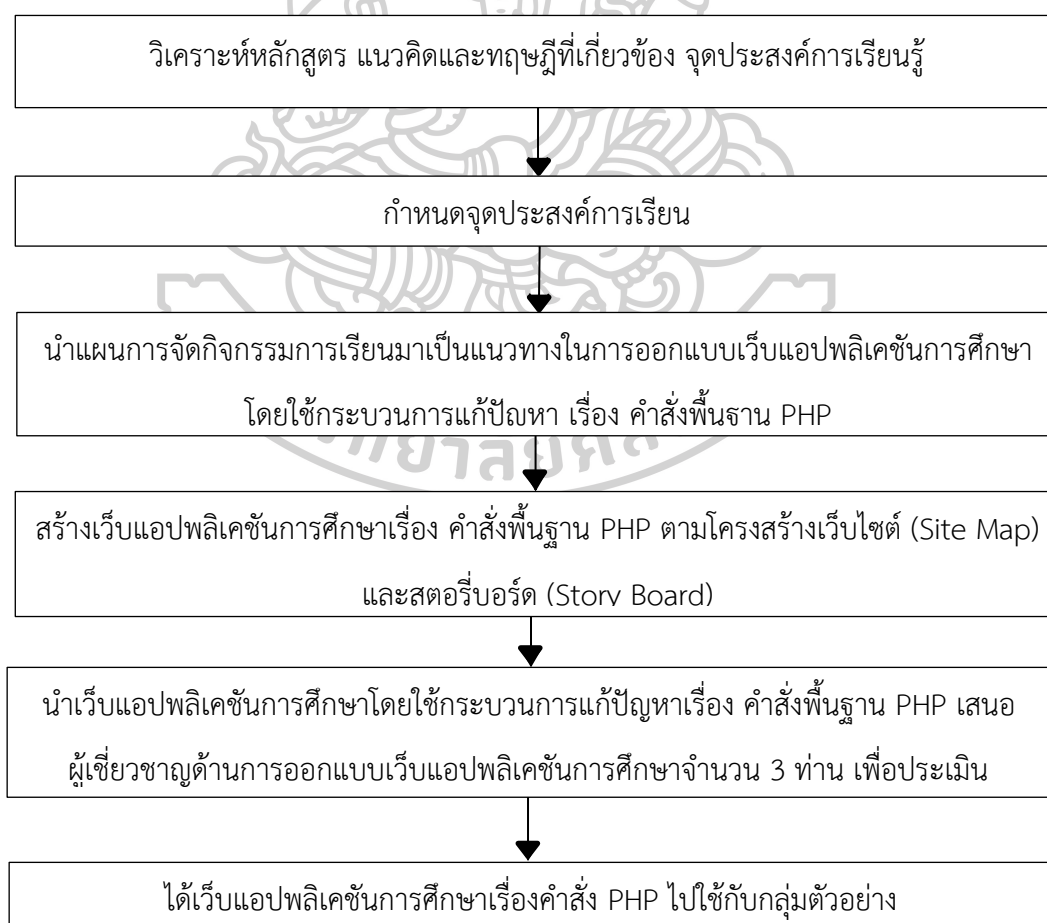 วิเคราะห์หลักสูตร แนวคิดและทฤษฎีที่เกี่ยวข้อง จุดประสงค์การเรียนรู้
กำหนดจุดประสงค์การเรียน
นำแผนการจัดกิจกรรมการเรียนมาเป็นแนวทางในการออกแบบเว็บแอปพลิเคชันการศึกษา
โดยใช้กระบวนการแก้ปัญหา เรื่อง คำสั่งพื้นฐาน PHP
สร้างเว็บแอปพลิเคชันการศึกษาเรื่อง คำสั่งพื้นฐาน PHP ตามโครงสร้างเว็บไซต์ (Site Map)
และสตอรี่บอร์ด (Story Board)
นำเว็บแอปพลิเคชันการศึกษาโดยใช้กระบวนการแก้ปัญหาเรื่อง คำสั่งพื้นฐาน PHP เสนอ
ผู้เชี่ยวชาญด้านการออกแบบเว็บแอปพลิเคชันการศึกษาจำนวน 3 ท่าน เพื่อประเมิน
ได้เว็บแอปพลิเคชันการศึกษาเรื่องคำสั่ง PHP ไปใช้กับกลุ่มตัวอย่าง